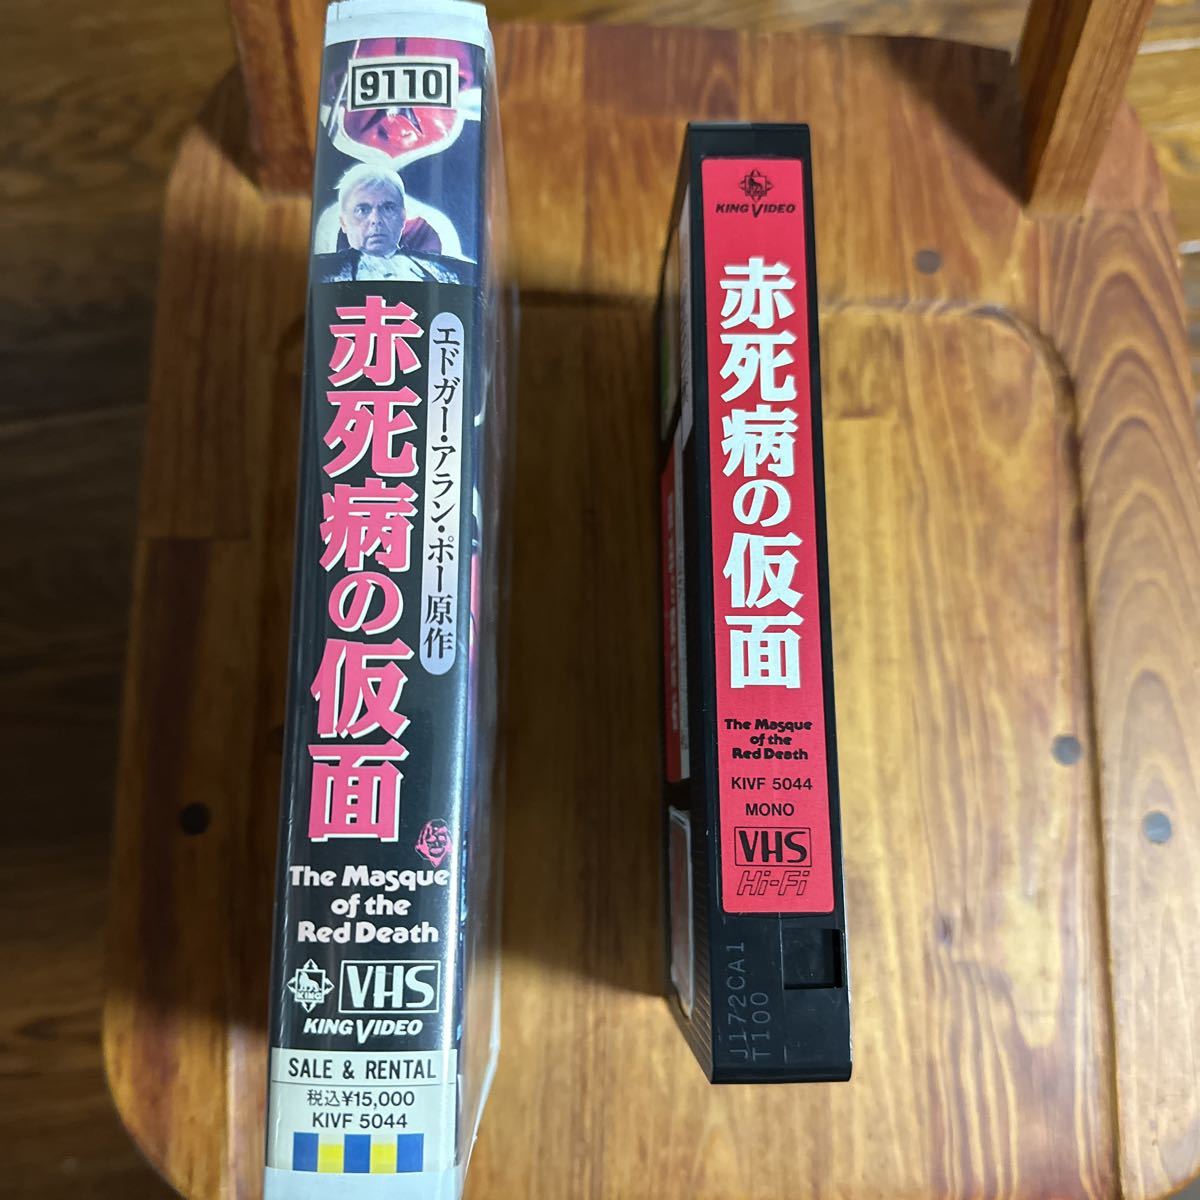 9110
エドガー・アラン・ポー原作
赤死病の仮面
The Masque
of the
Red Death
KING
VHS
KING VIDEO
SALE & RENTAL
税込¥15,000
KIVF 5044
KING VIDEO
赤死病の仮面
The Masque
of the
Red Death
KIVF 5044
MONO
VHS
Hi-Fi
J172CA1
T100